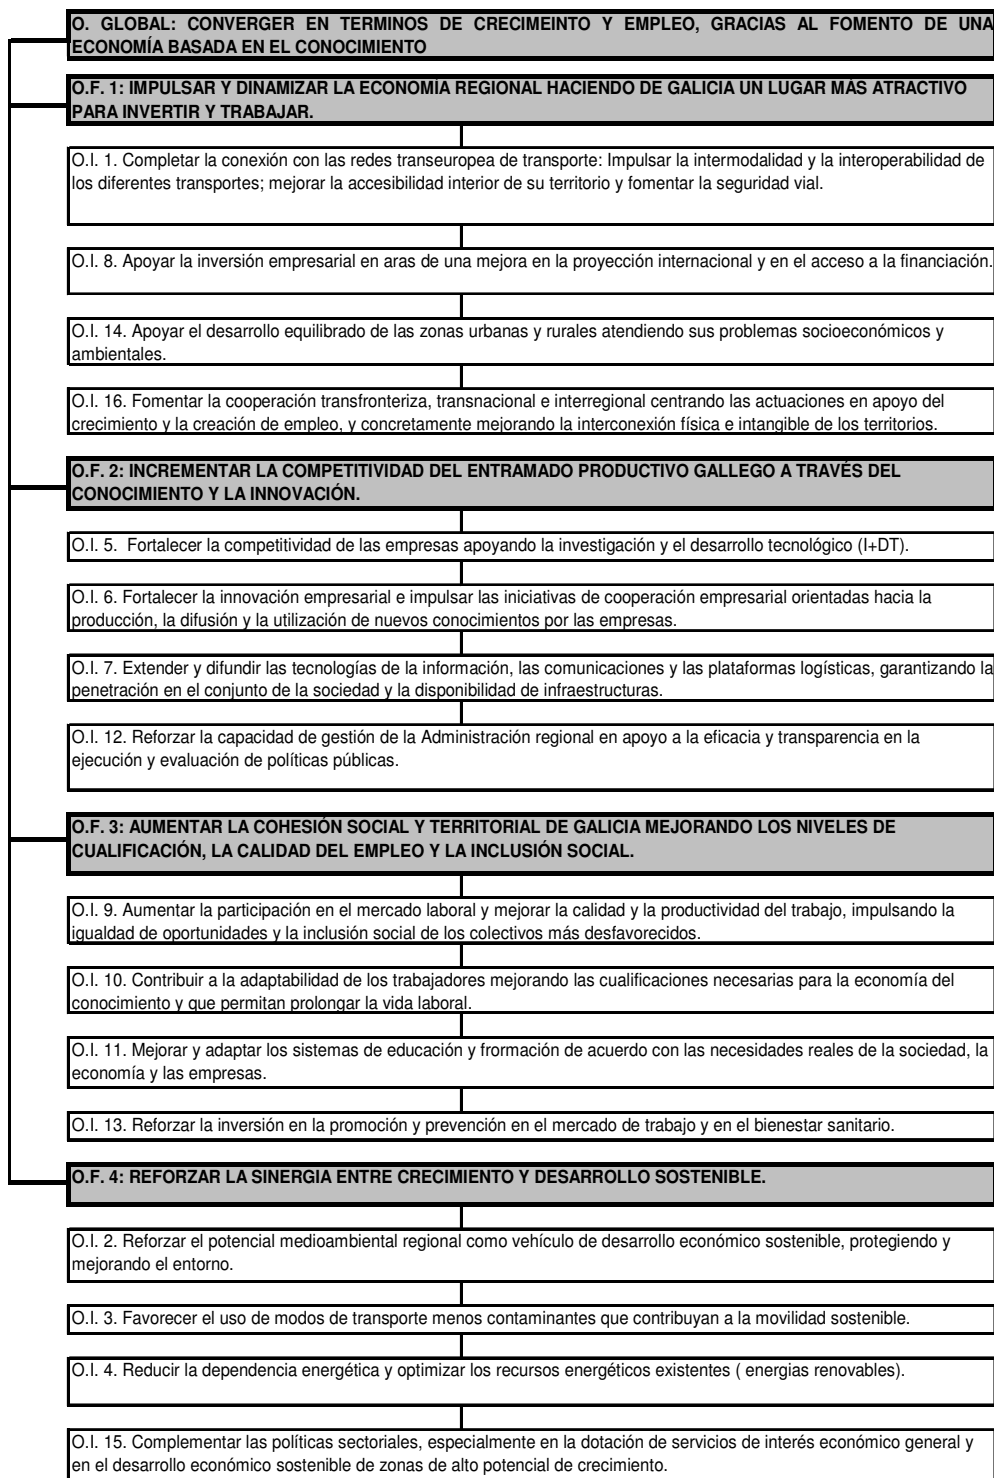 O. GLOBAL: CONVERGER EN TERMINOS DE CRECIMEINTO Y EMPLEO, GRACIAS AL FOMENTO DE UNA
ECONOMÍA BASADA EN EL CONOCIMIENTO
O.F. 1: IMPULSAR Y DINAMIZAR LA ECONOMÍA REGIONAL HACIENDO DE GALICIA UN LUGAR MÁS ATRACTIVO
PARA INVERTIR Y TRABAJAR.
O.I. 1. Completar la conexión con las redes transeuropea de transporte: Impulsar la intermodalidad y la interoperabilidad de
los diferentes transportes; mejorar la accesibilidad interior de su territorio y fomentar la seguridad vial.
O.I. 8. Apoyar la inversión empresarial en aras de una mejora en la proyección internacional y en el acceso a la financiación.
O.I. 14. Apoyar el desarrollo equilibrado de las zonas urbanas y rurales atendiendo sus problemas socioeconómicos y
ambientales.
O.I. 16. Fomentar la cooperación transfronteriza, transnacional e interregional centrando las actuaciones en apoyo del
crecimiento y la creación de empleo, y concretamente mejorando la interconexión física e intangible de los territorios.
O.F. 2: INCREMENTAR LA COMPETITIVIDAD DEL ENTRAMADO PRODUCTIVO GALLEGO A TRAVÉS DEL
CONOCIMIENTO Y LA INNOVACIÓN.
O.I. 5.  Fortalecer la competitividad de las empresas apoyando la investigación y el desarrollo tecnológico (I+DT).
O.I. 6. Fortalecer la innovación empresarial e impulsar las iniciativas de cooperación empresarial orientadas hacia la
producción, la difusión y la utilización de nuevos conocimientos por las empresas.
O.I. 7. Extender y difundir las tecnologías de la información, las comunicaciones y las plataformas logísticas, garantizando la
penetración en el conjunto de la sociedad y la disponibilidad de infraestructuras.
O.I. 12. Reforzar la capacidad de gestión de la Administración regional en apoyo a la eficacia y transparencia en la
ejecución y evaluación de políticas públicas.
O.F. 3: AUMENTAR LA COHESIÓN SOCIAL Y TERRITORIAL DE GALICIA MEJORANDO LOS NIVELES DE
CUALIFICACIÓN, LA CALIDAD DEL EMPLEO Y LA INCLUSIÓN SOCIAL.
O.I. 9. Aumentar la participación en el mercado laboral y mejorar la calidad y la productividad del trabajo, impulsando la
igualdad de oportunidades y la inclusión social de los colectivos más desfavorecidos.
O.I. 10. Contribuir a la adaptabilidad de los trabajadores mejorando las cualificaciones necesarias para la economía del
conocimiento y que permitan prolongar la vida laboral.
O.I. 11. Mejorar y adaptar los sistemas de educación y frormación de acuerdo con las necesidades reales de la sociedad, la
economía y las empresas.
O.I. 13. Reforzar la inversión en la promoción y prevención en el mercado de trabajo y en el bienestar sanitario.
O.F. 4: REFORZAR LA SINERGIA ENTRE CRECIMIENTO Y DESARROLLO SOSTENIBLE.
O.I. 2. Reforzar el potencial medioambiental regional como vehículo de desarrollo económico sostenible, protegiendo y
mejorando el entorno.
O.I. 3. Favorecer el uso de modos de transporte menos contaminantes que contribuyan a la movilidad sostenible.
O.I. 4. Reducir la dependencia energética y optimizar los recursos energéticos existentes ( energias renovables).
O.I. 15. Complementar las políticas sectoriales, especialmente en la dotación de servicios de interés económico general y
en el desarrollo económico sostenible de zonas de alto potencial de crecimiento.